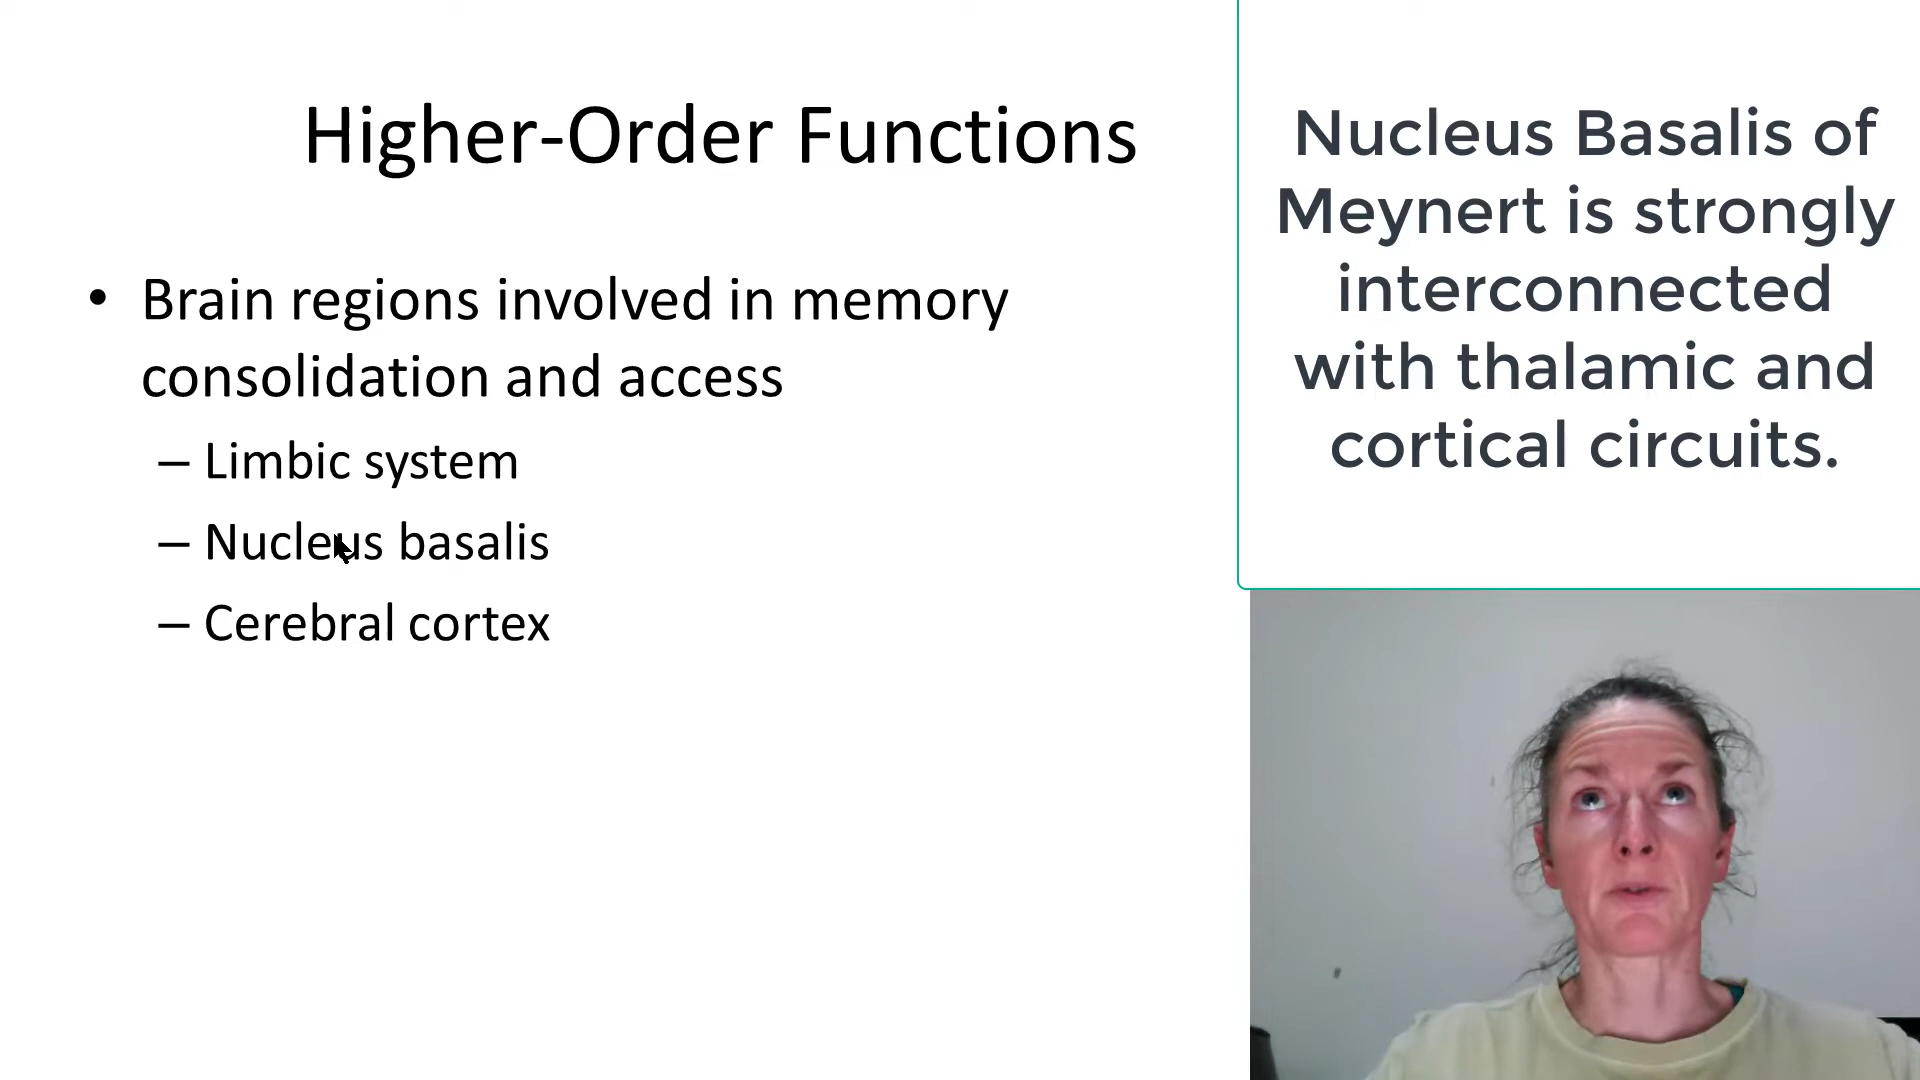 Higher-Order Functions
• Brain regions involved in memory
consolidation and access
– Limbic system
– Nucleus basalis
– Cerebral cortex
Nucleus Basalis of
Meynert is strongly
interconnected
with thalamic and
cortical circuits.